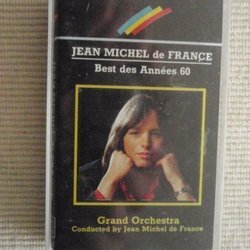 JEAN MICHEL de FRANCE
Best des Années 60
Grand Orchestra
Conducted by Jean Michel de France